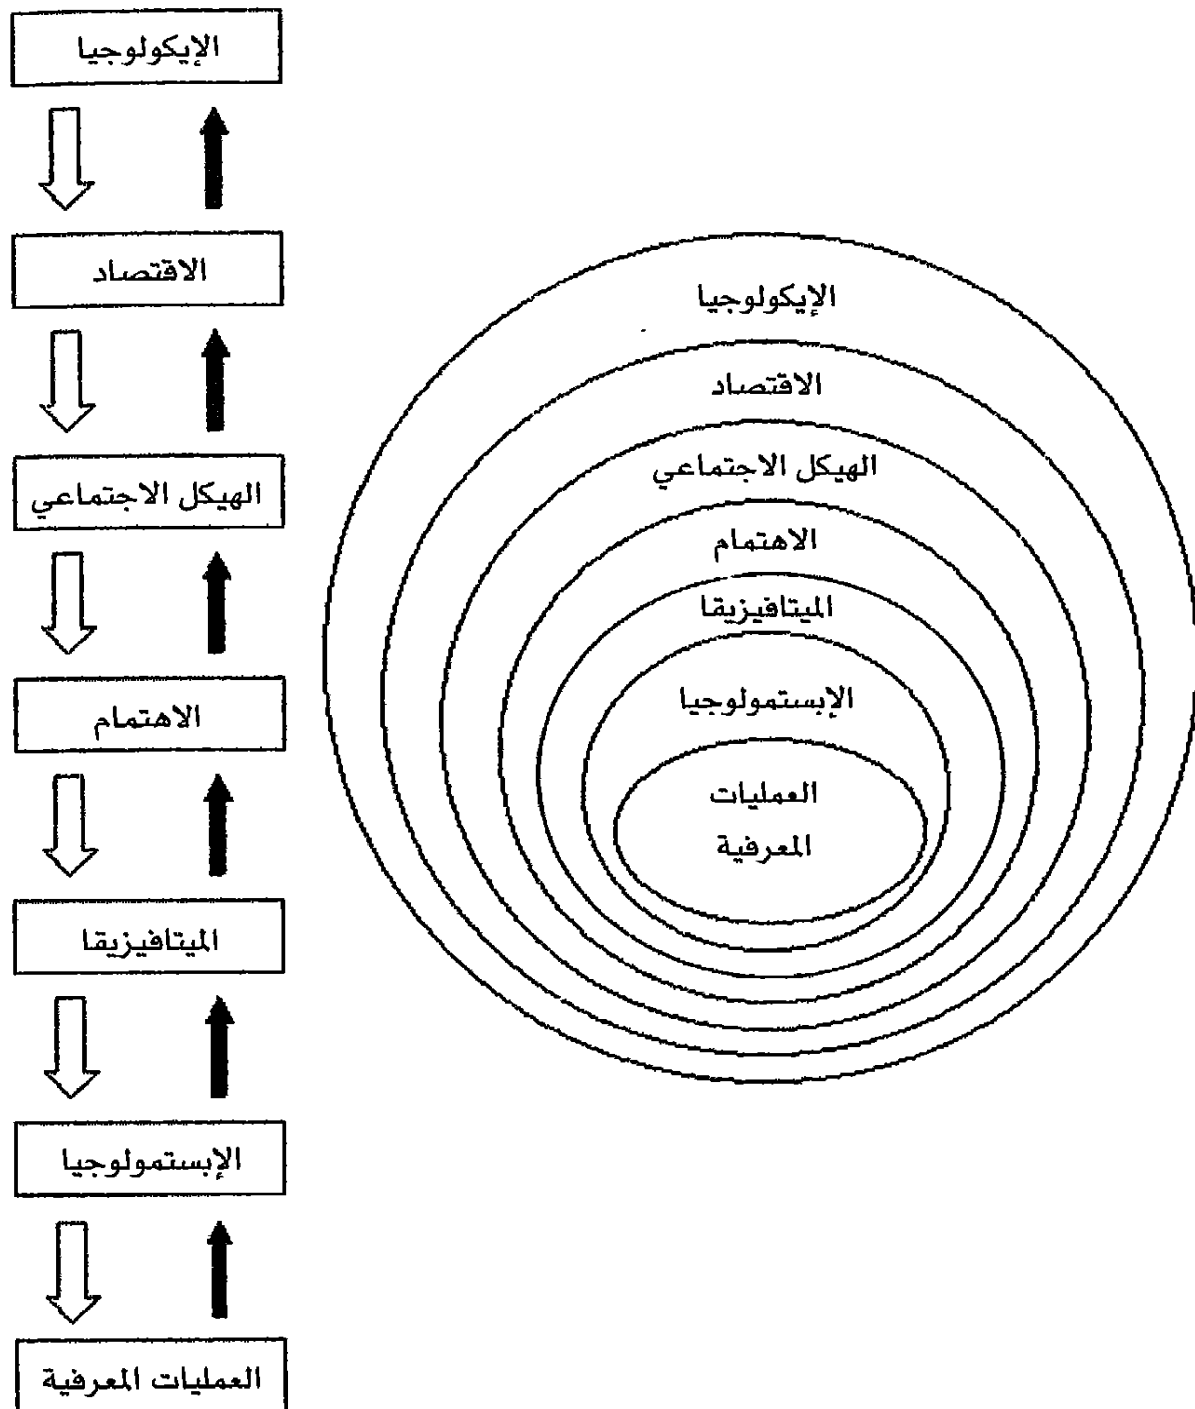 الإيكولوجيا
الاقتصاد
الهيكل الاجتماعي
الاهتمام
الميتافيزيقا
الإبستمولوجيا
العمليات المعرفية
الإيكولوجيا
الاقتصاد
الهيكل الاجتماعي
الاهتمام
الميتافيزيقا
الإبستمولوجيا
العمليات
المعرفية